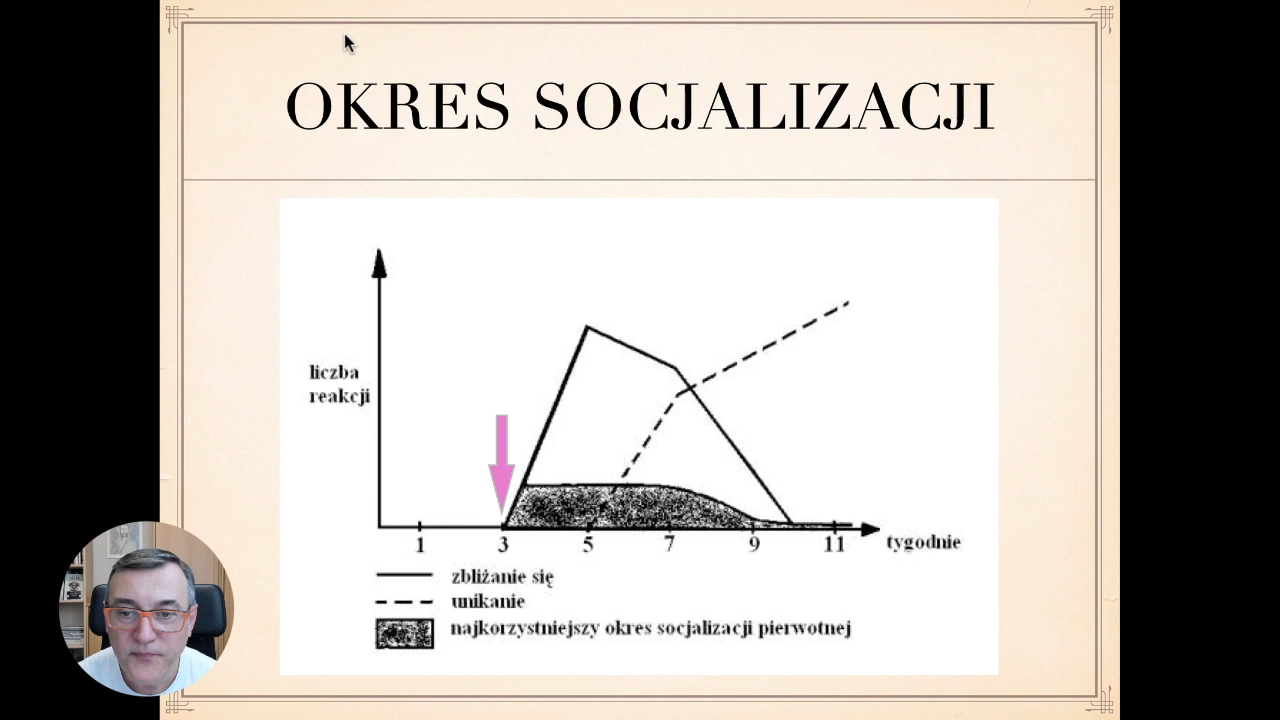 OKRES SOCJALIZACJI
liczba
reakcji
1 3 5 7 9 11 tygodnie
zbliżanie się
unikanie
najkorzystniejszy okres socjalizacji pierwotnej